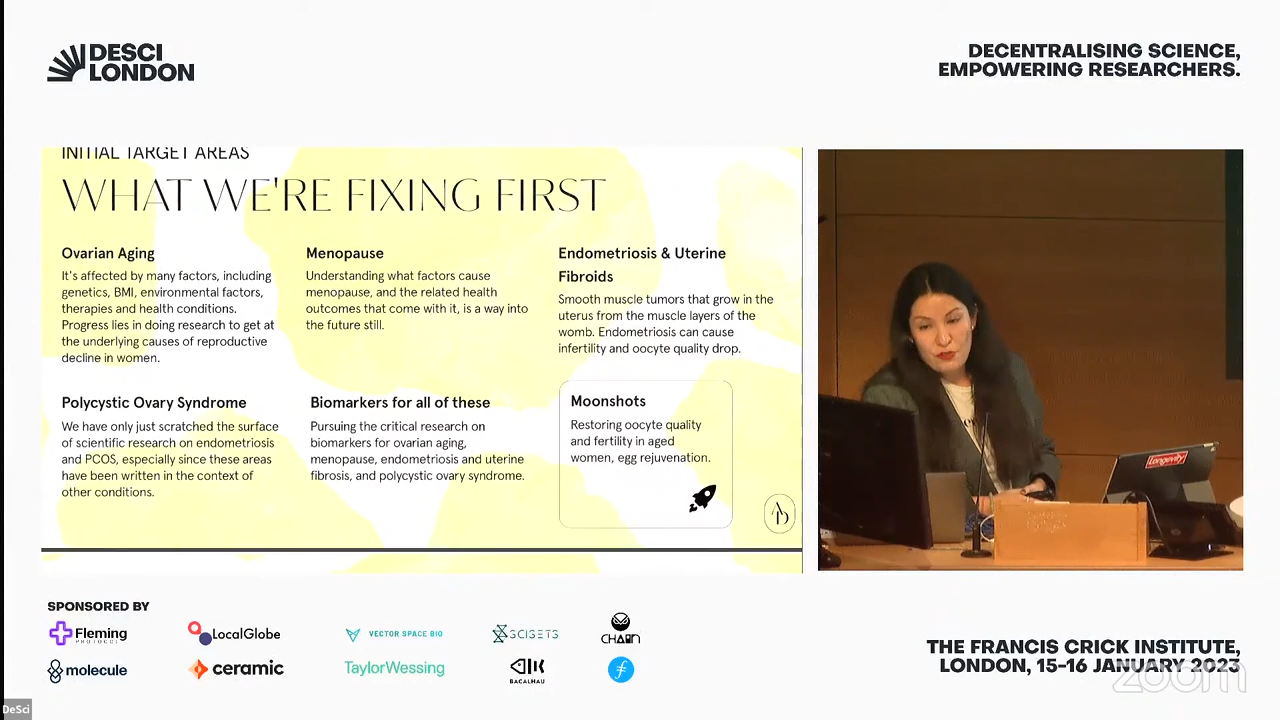 DESCI
LONDON
DECENTRALISING SCIENCE,
EMPOWERING RESEARCHERS.
INITIAL TARGET AREAS
WHAT WE'RE FIXING FIRST
Ovarian Aging
It's affected by many factors, including
genetics, BMI, environmental factors,
therapies and health conditions.
Progress lies in doing research to get at
the underlying causes of reproductive
decline in women.
Menopause
Understanding what factors cause
menopause, and the related health
outcomes that come with it, is a way into
the future still.
Endometriosis & Uterine
Fibroids
Smooth muscle tumors that grow in the
uterus from the muscle layers of the
womb. Endometriosis can cause
infertility and oocyte quality drop.
Polycystic Ovary Syndrome
We have only just scratched the surface
of scientific research on endometriosis
and PCOS, especially since these areas
have been written in the context of
other conditions.
Biomarkers for all of these
Pursuing the critical research on
biomarkers for ovarian aging,
menopause, endometriosis and uterine
fibrosis, and polycystic ovary syndrome.
Moonshots
Restoring oocyte quality
and fertility in aged
women, egg rejuvenation.
AD
Longevity
SPONSORED BY
Fleming
PROTOCOL
LocalGlobe
VECTOR SPACE BIO
SCISETS
CHAIN
molecule
ceramic
TaylorWessing
BACALHAU
THE FRANCIS CRICK INSTITUTE,
LONDON, 15-16 JANUARY 2023
zoom
DeSci